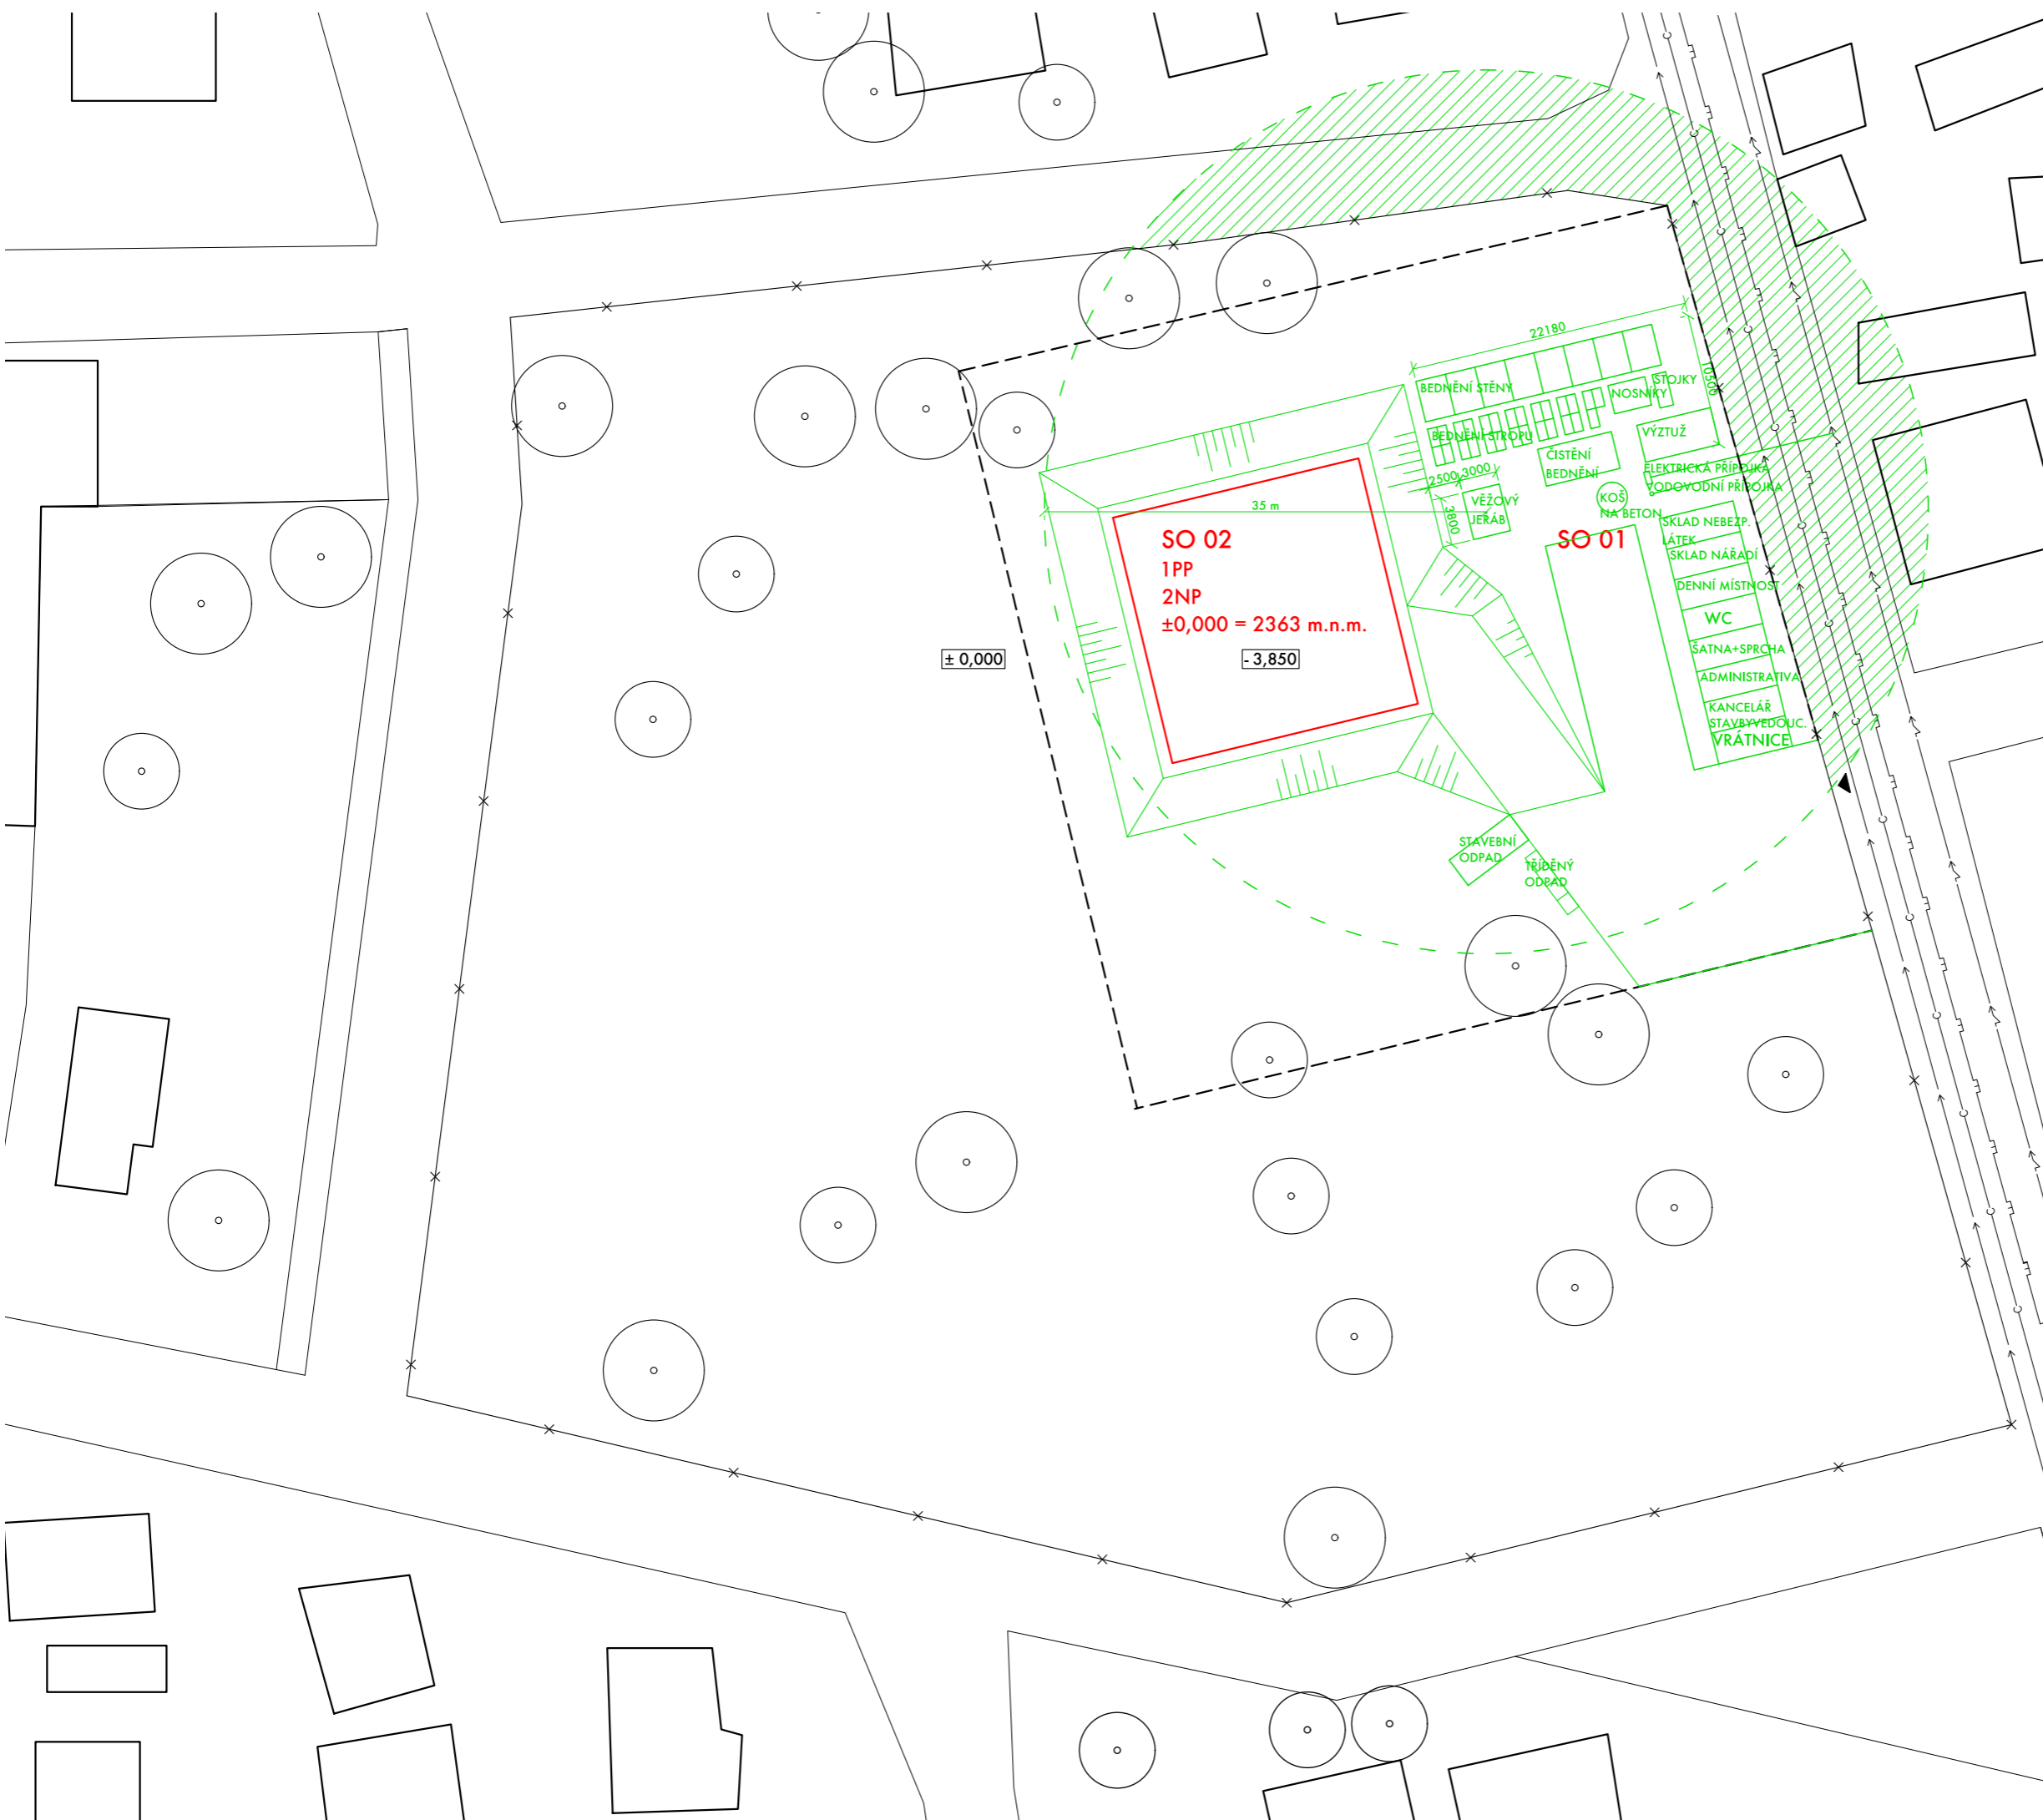 22180
10500
BEDNĚNÍ STĚNY
STOJKY
NOSNÍKY
BEDNĚNÍ STROPU
VÝZTUŽ
ČISTĚNÍ
BEDNĚNÍ
ELEKTRICKÁ PŘÍPOJKA
VODOVODNÍ PŘÍPOJKA
2500
3000
3800
35 m
VĚŽOVÝ
JEŘÁB
KOŠ
NA BETON
SO 02
1PP
2NP
±0,000 = 2363 m.n.m.
SO 01
SKLAD NEBEZP.
LÁTEK
SKLAD NÁŘADÍ
DENNÍ MÍSTNOST
WC
ŠATNA+SPRCHA
ADMINISTRATIVA
KANCELÁŘ
STAVBYVEDOUC.
VRÁTNICE
± 0,000
- 3,850
STAVEBNÍ
ODPAD
TŘÍDĚNÝ
ODPAD